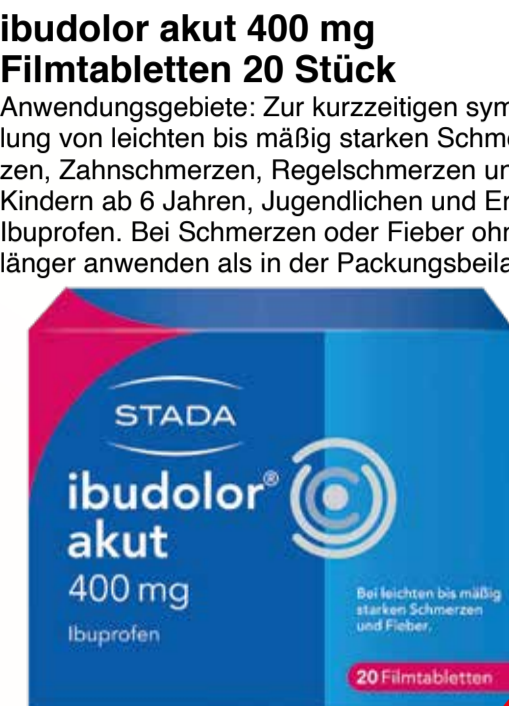 ibudolor akut 400 mg
Filmtabletten 20 Stück
Anwendungsgebiete: Zur kurzzeitigen sym
lung von leichten bis mäßig starken Schme
zen, Zahnschmerzen, Regelschmerzen un
Kindern ab 6 Jahren, Jugendlichen und Er
Ibuprofen. Bei Schmerzen oder Fieber ohn
länger anwenden als in der Packungsbeila
STADA
ibudolor®
akut
400 mg
Ibuprofen
Bei leichten bis mäßig
starken Schmerzen
und Fieber.
20 Filmtabletten